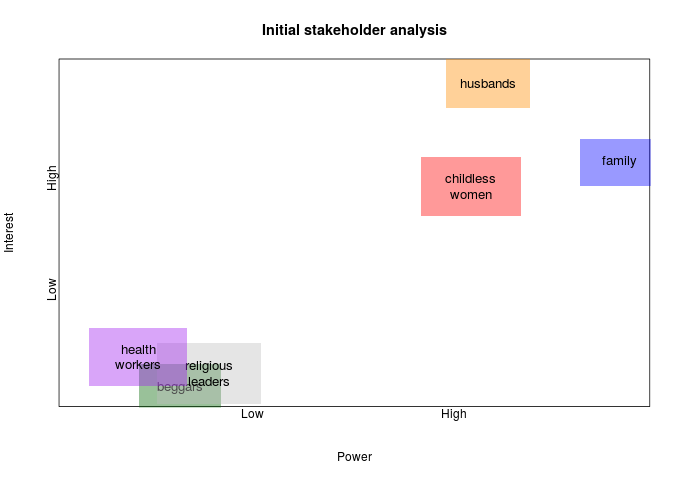 Initial stakeholder analysis
husbands
family
childless
women
High
Interest
Low
health
workers
religious
leaders
beggars
Low
High
Power